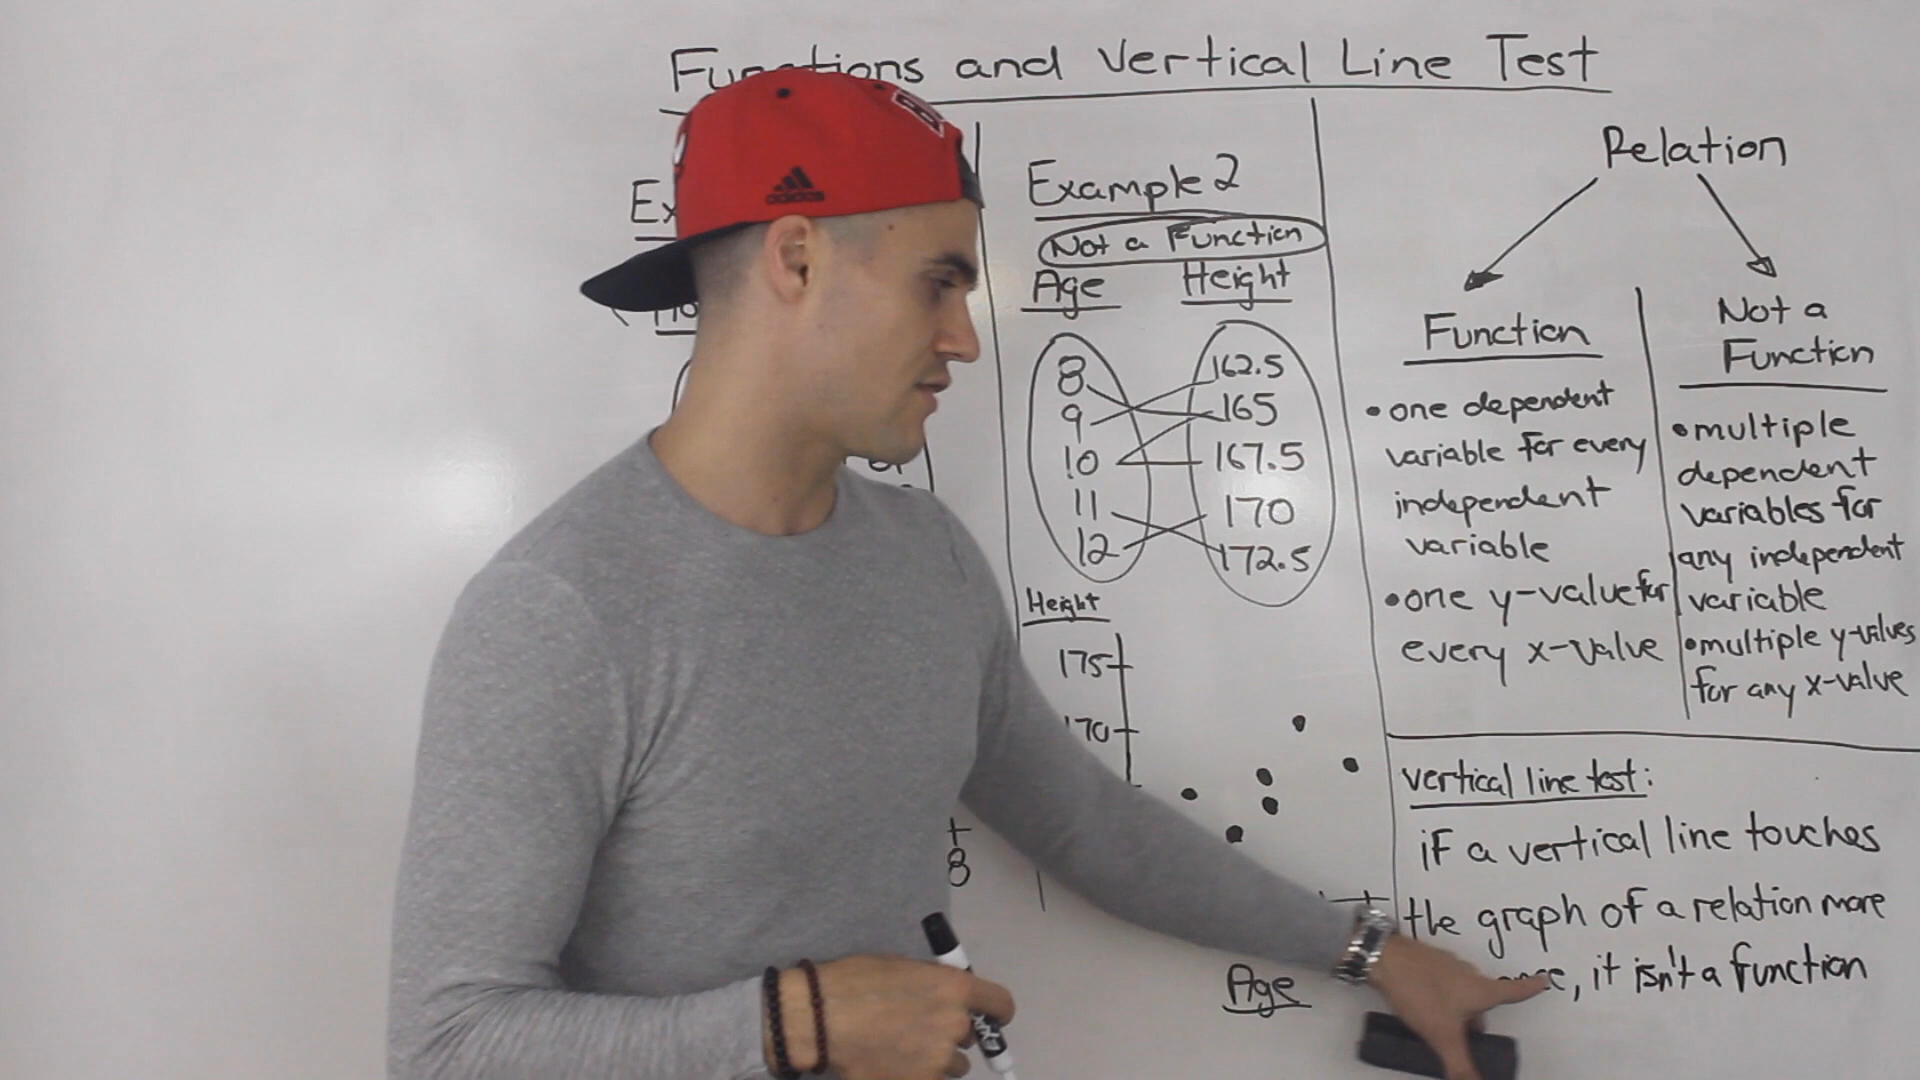 Functions and Vertical Line Test
Example 2
Not a Function
Age Height
8 162.5
9 165
10 167.5
11 170
12 172.5
Height
175
170
8
Age
Relation
Function
• one dependent
variable for every
independent
variable
• one y-value for
every x-value
Not a
Function
• multiple
dependent
variables for
any independent
variable
• multiple y-values
for any x-value
vertical line test:
if a vertical line touches
the graph of a relation more
, it isn't a function
adidas